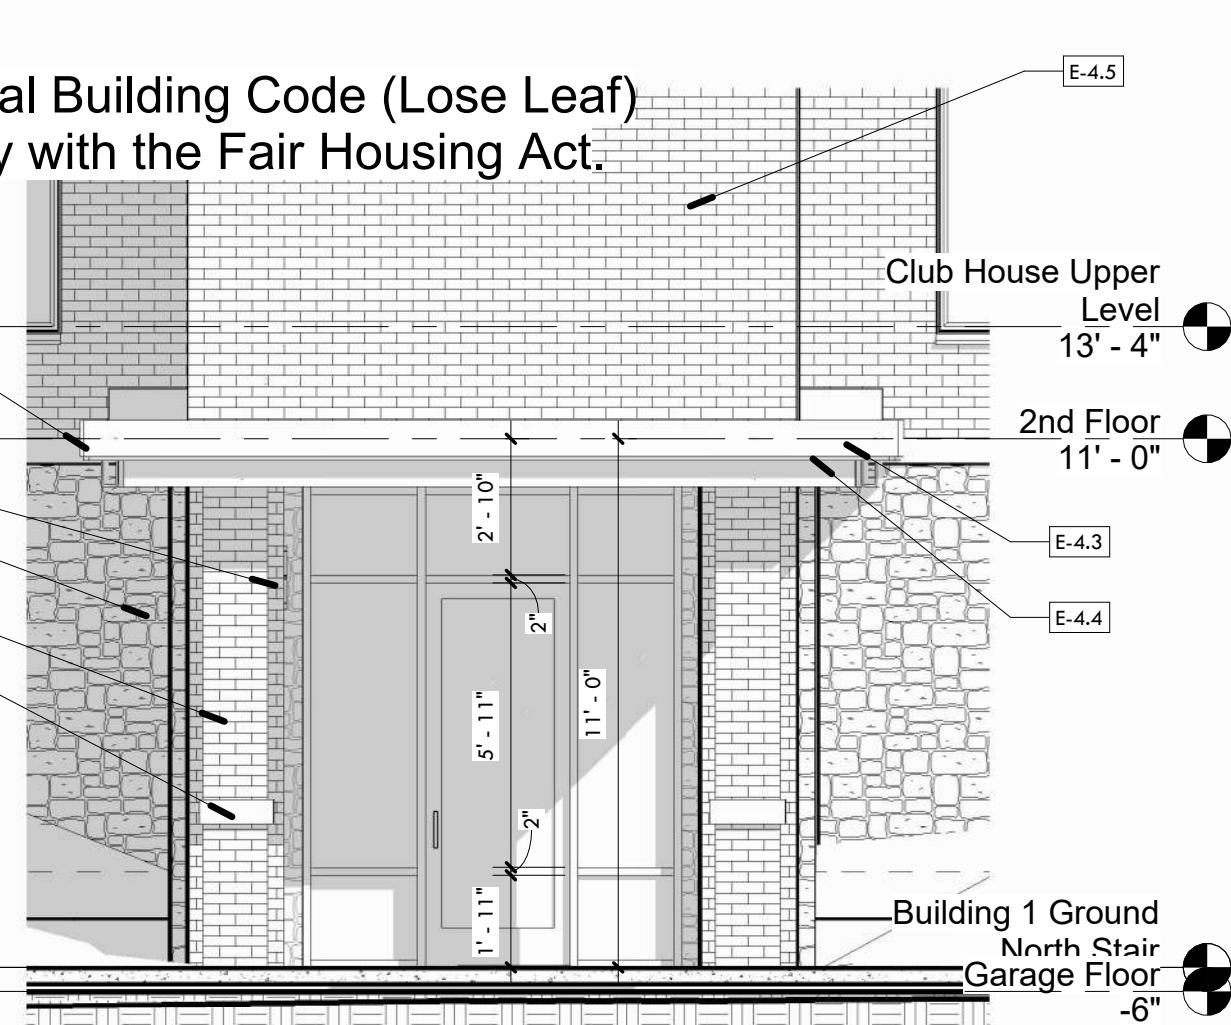 E-4.5
al Building Code (Lose Leaf)
y with the Fair Housing Act.
Club House Upper
Level
13' - 4"
2nd Floor
11' - 0"
2' - 10"
E-4.3
2"
E-4.4
5' - 11"
11' - 0"
2"
1' - 11"
Building 1 Ground
North Stair
Garage Floor
-6"